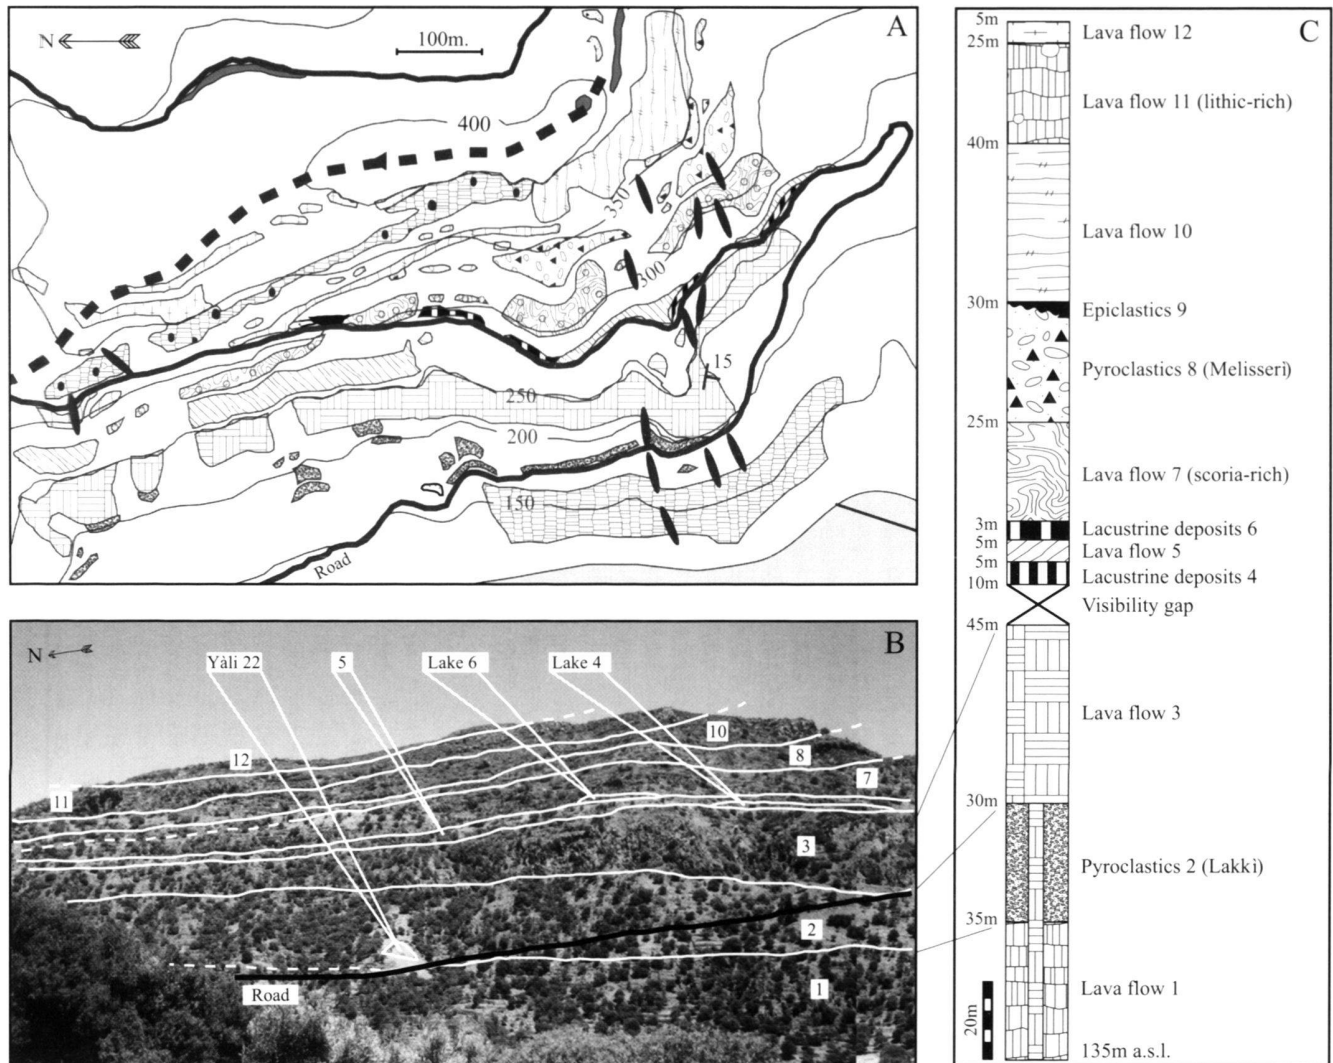 A
N
100m.
400
350
300
15
250
200
150
Road
B
N
Yàli 22
5
Lake 6
Lake 4
10
12
8
7
11
3
2
Road
1
C
5m
Lava flow 12
25m
Lava flow 11 (lithic-rich)
40m
Lava flow 10
30m
Epiclastics 9
Pyroclastics 8 (Melisseri)
25m
Lava flow 7 (scoria-rich)
3m
Lacustrine deposits 6
5m
Lava flow 5
5m
Lacustrine deposits 4
10m
Visibility gap
45m
Lava flow 3
30m
Pyroclastics 2 (Lakki)
35m
Lava flow 1
20m
135m a.s.l.